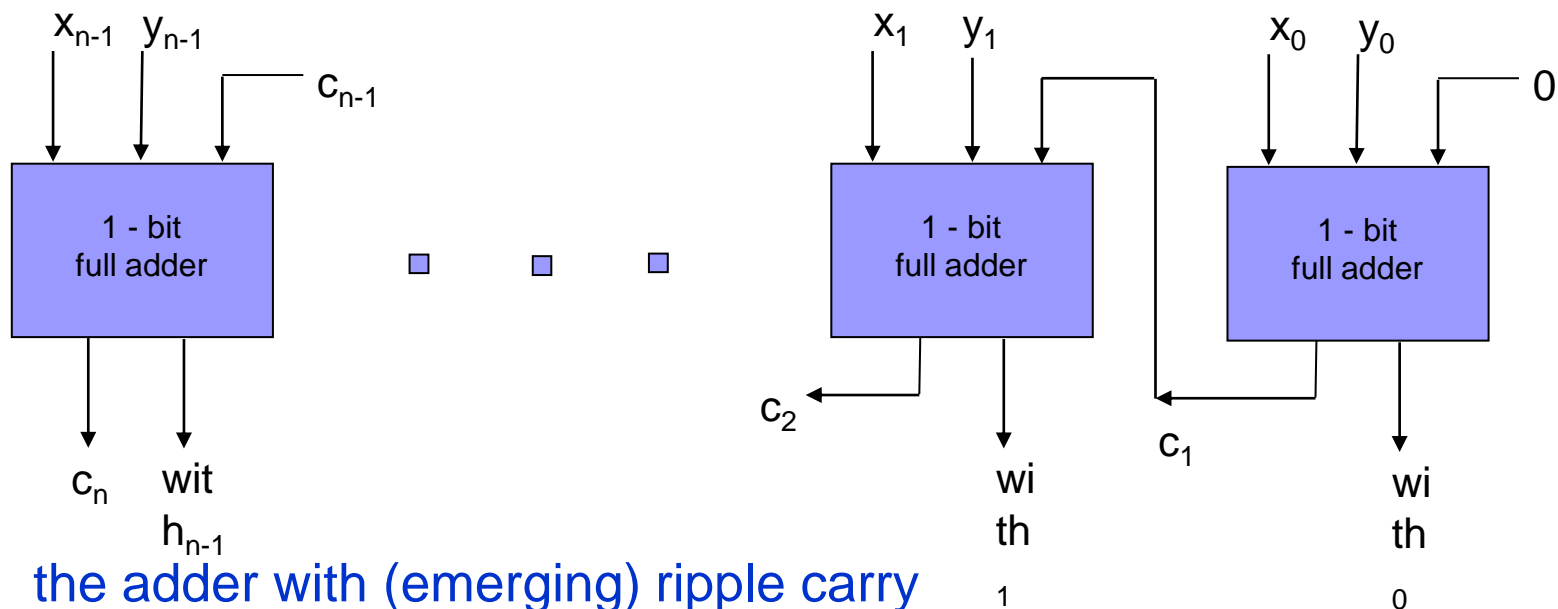 xn-1 yn-1 x1 y1 x0 y0
cn-1 0
1 - bit 1 - bit 1 - bit
full adder full adder full adder
c2 c1
cn wit wi wi
hn-1 th th
the adder with (emerging) ripple carry 1 0